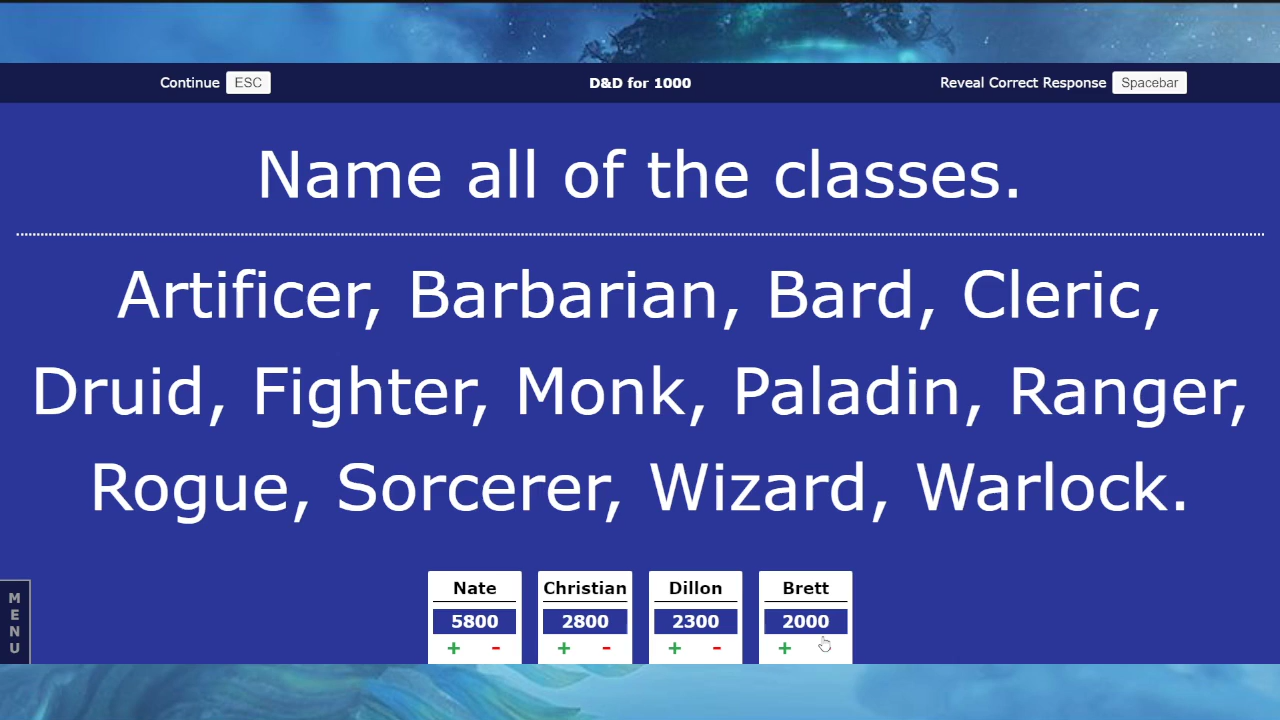 Continue ESC D&D for 1000 Reveal Correct Response Spacebar
Name all of the classes.
Artificer, Barbarian, Bard, Cleric,
Druid, Fighter, Monk, Paladin, Ranger,
Rogue, Sorcerer, Wizard, Warlock.
MENU
Nate Christian Dillon Brett
5800 2800 2300 2000
+ - + - + - +